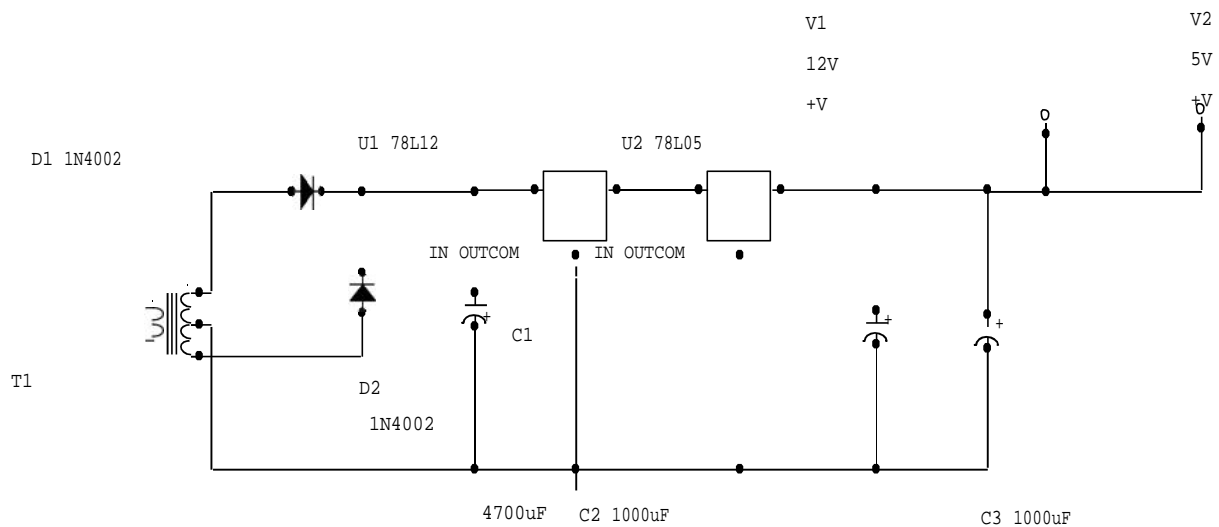 V1
V2
12V
5V
+V
+V
U1 78L12
U2 78L05
D1 1N4002
IN OUTCOM
IN OUTCOM
+
+
+
C1
T1
D2
1N4002
4700uF
C2 1000uF
C3 1000uF